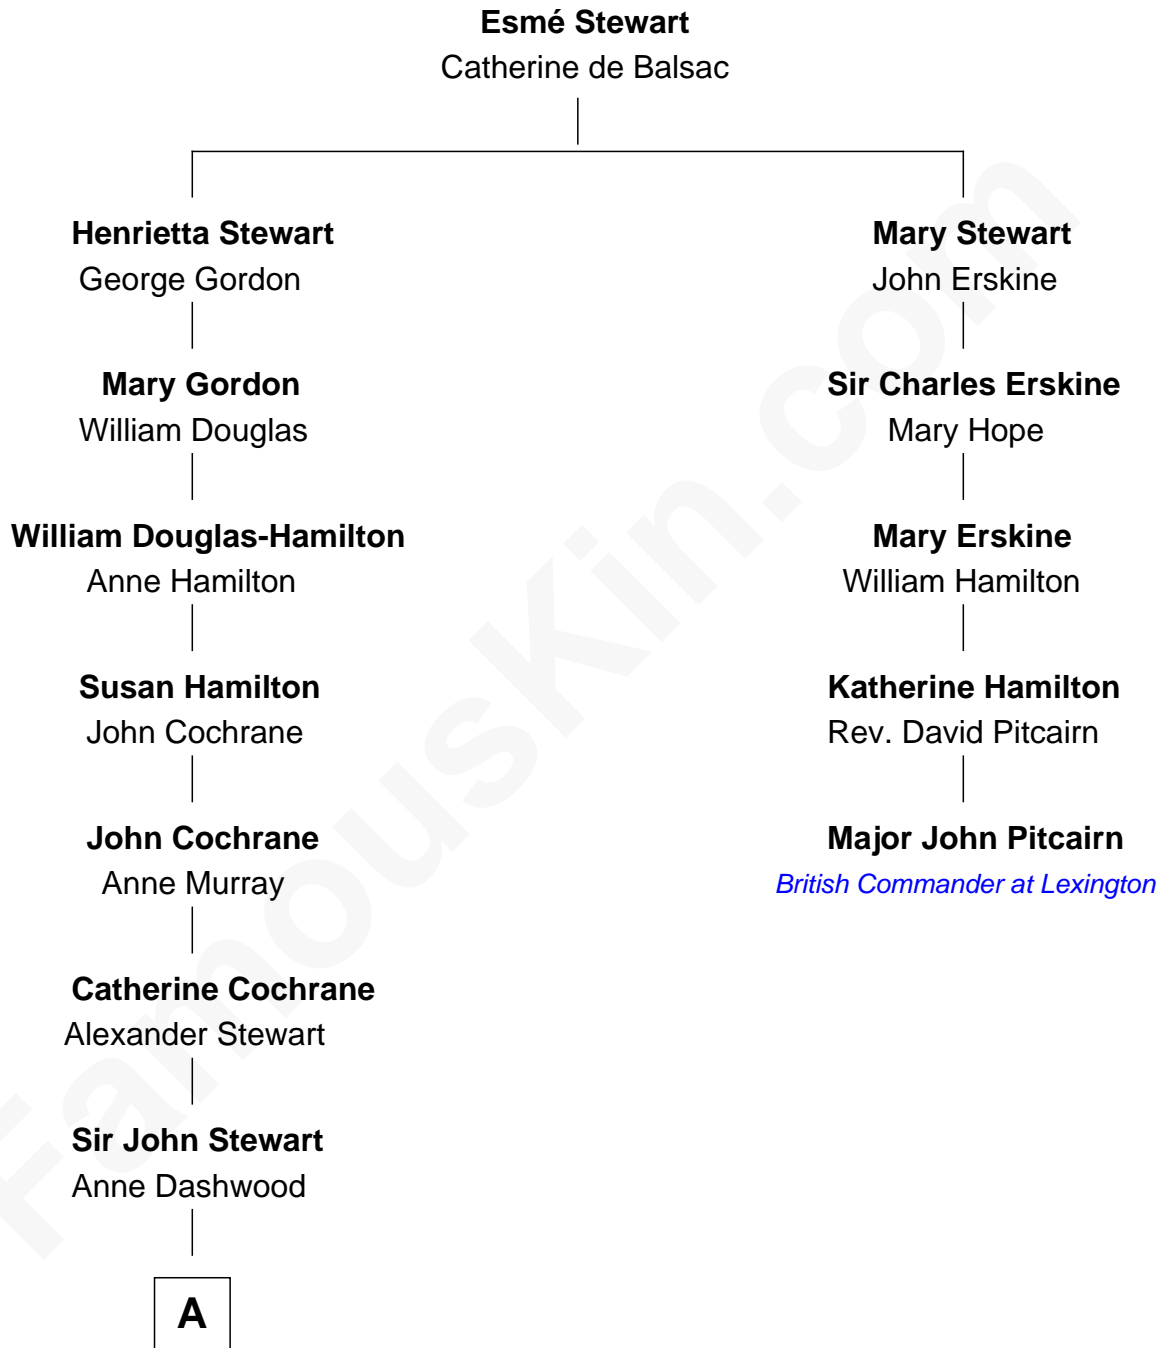 Esmé Stewart
Catherine de Balsac
Henrietta Stewart
George Gordon
Mary Stewart
John Erskine
Mary Gordon
William Douglas
Sir Charles Erskine
Mary Hope
William Douglas-Hamilton
Anne Hamilton
Mary Erskine
William Hamilton
Susan Hamilton
John Cochrane
Katherine Hamilton
Rev. David Pitcairn
John Cochrane
Anne Murray
Major John Pitcairn
British Commander at Lexington
Catherine Cochrane
Alexander Stewart
Sir John Stewart
Anne Dashwood
A
FamousKin.com